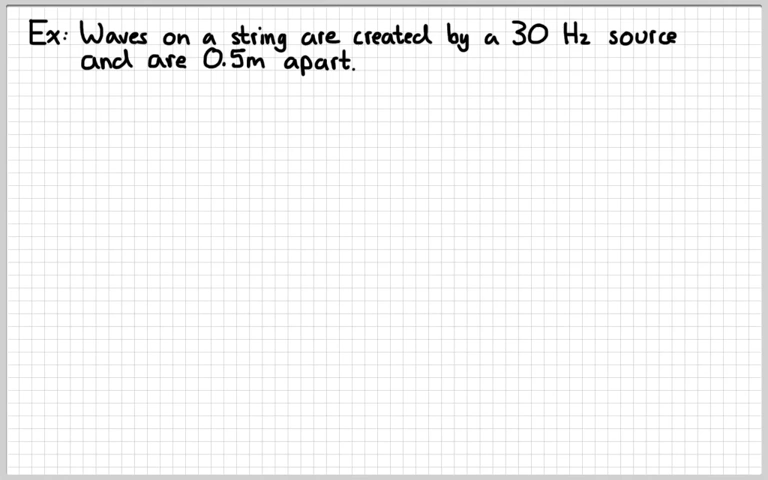 Ex: Waves on a string are created by a 30 Hz source
and are 0.5m apart.